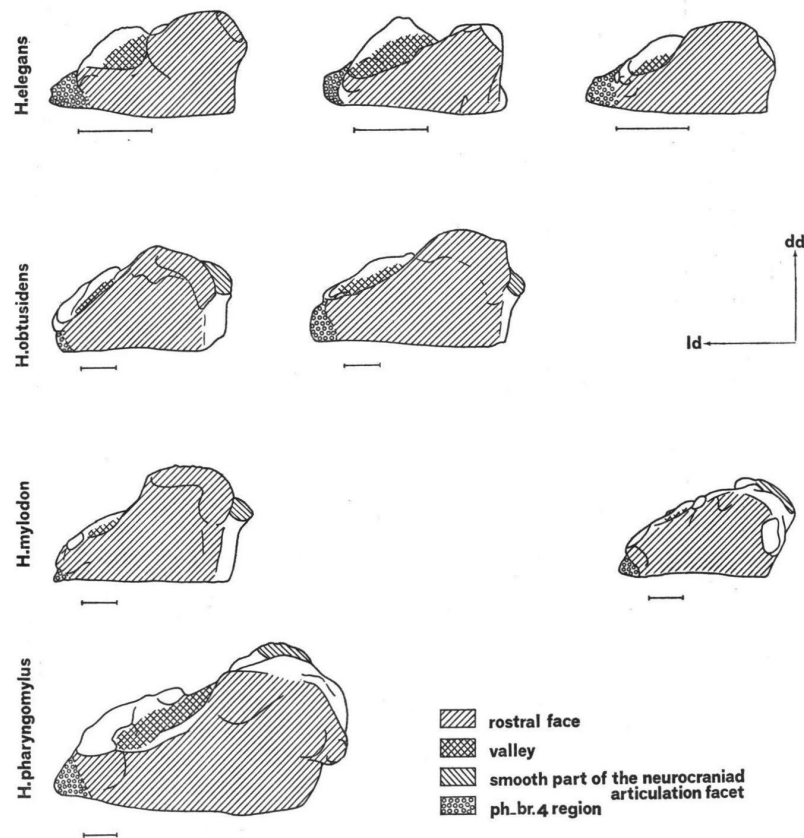 H.elegans
H.obtusidens
dd
ld
H.mylodon
H.pharyngomylus
rostral face
valley
smooth part of the neurocraniad
articulation facet
ph_br.4 region